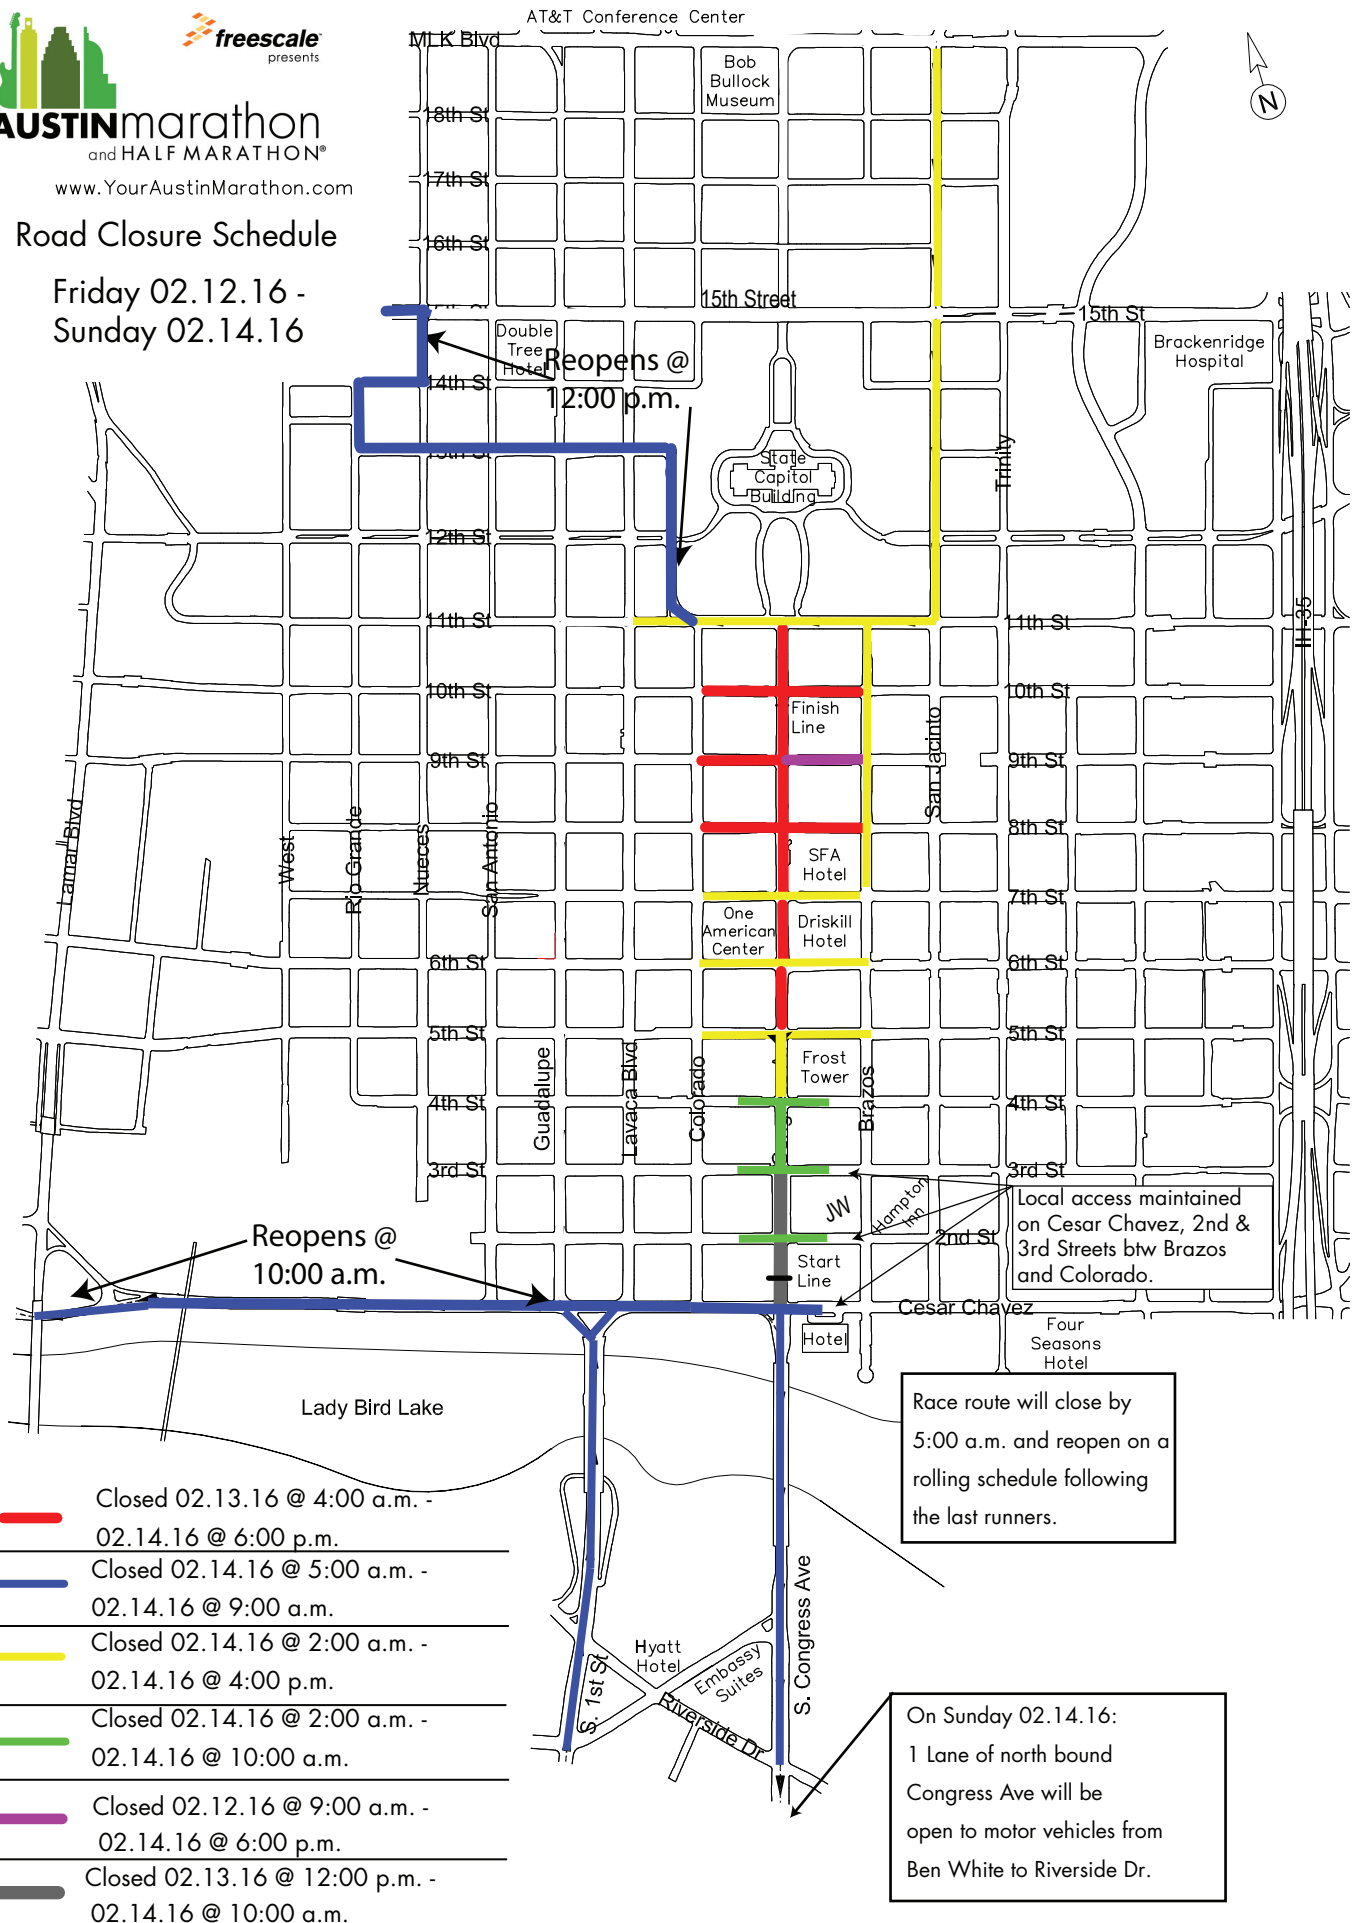 AT&T Conference Center
freescale
presents
AUSTINmarathon
and HALF MARATHON®
www.YourAustinMarathon.com
Road Closure Schedule
Friday 02.12.16 -
Sunday 02.14.16
N
MLK Blvd
Bob
Bullock
Museum
18th St
17th St
16th St
15th Street
15th St
Double
Tree
Hotel
Reopens @
12:00 p.m.
Brackenridge
Hospital
14th St
13th St
State
Capitol
Building
Trinity
12th St
11th St
11th St
IH-35
10th St
10th St
Finish
Line
9th St
9th St
San Jacinto
8th St
Lamar Blvd
West
Rio Grande
Nueces
San Antonio
SFA
Hotel
7th St
One
American
Center
Driskill
Hotel
6th St
6th St
5th St
5th St
Guadalupe
Lavaca Blvd
Colorado
Frost
Tower
Brazos
4th St
4th St
3rd St
3rd St
JW
Hampton
Inn
2nd St
Local access maintained
on Cesar Chavez, 2nd &
3rd Streets btw Brazos
and Colorado.
Reopens @
10:00 a.m.
Start
Line
Cesar Chavez
Hotel
Four
Seasons
Hotel
Lady Bird Lake
Race route will close by
5:00 a.m. and reopen on a
rolling schedule following
the last runners.
Closed 02.13.16 @ 4:00 a.m. -
02.14.16 @ 6:00 p.m.
Closed 02.14.16 @ 5:00 a.m. -
02.14.16 @ 9:00 a.m.
Closed 02.14.16 @ 2:00 a.m. -
02.14.16 @ 4:00 p.m.
Closed 02.14.16 @ 2:00 a.m. -
02.14.16 @ 10:00 a.m.
Closed 02.12.16 @ 9:00 a.m. -
02.14.16 @ 6:00 p.m.
Closed 02.13.16 @ 12:00 p.m. -
02.14.16 @ 10:00 a.m.
Hyatt
Hotel
Embassy
Suites
S. 1st St
Riverside Dr
S. Congress Ave
On Sunday 02.14.16:
1 Lane of north bound
Congress Ave will be
open to motor vehicles from
Ben White to Riverside Dr.